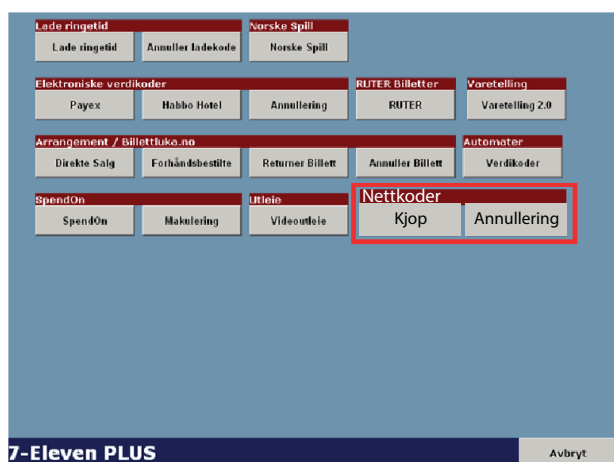 Lade ringetid Norske Spill
Lade ringetid Annuller ladekode Norske Spill
Elektroniske verdikoder RUTER Billetter Varetelling
Payex Habbo Hotel Annullering RUTER Varetelling 2.0
Arrangement / Billettluka.no Automater
Direkte Salg Forhåndsbestilte Returner Billett Annuller Billett Verdikoder
SpendOn Utleie Nettkoder
SpendOn Makulering Videoutleie Kjop Annullering
7-Eleven PLUS Avbryt